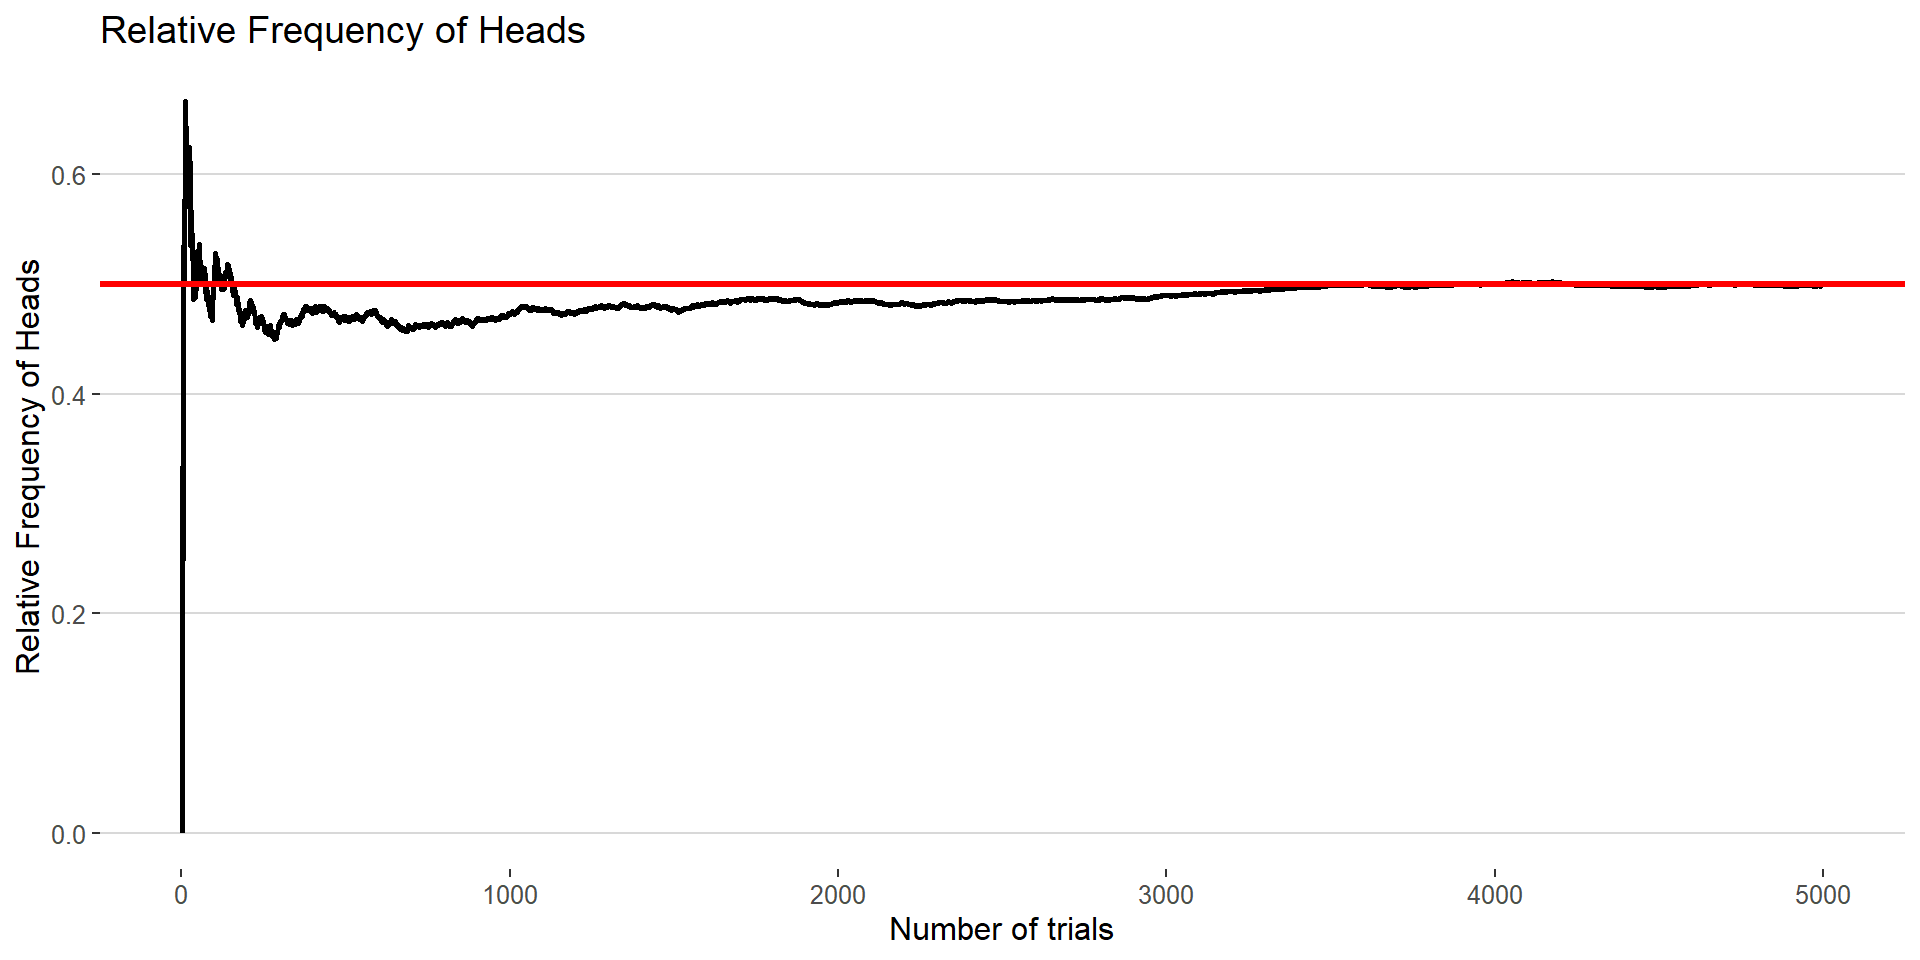 Relative Frequency of Heads
Relative Frequency of Heads
0.6
0.4
0.2
0.0
0 1000 2000 3000 4000 5000
Number of trials